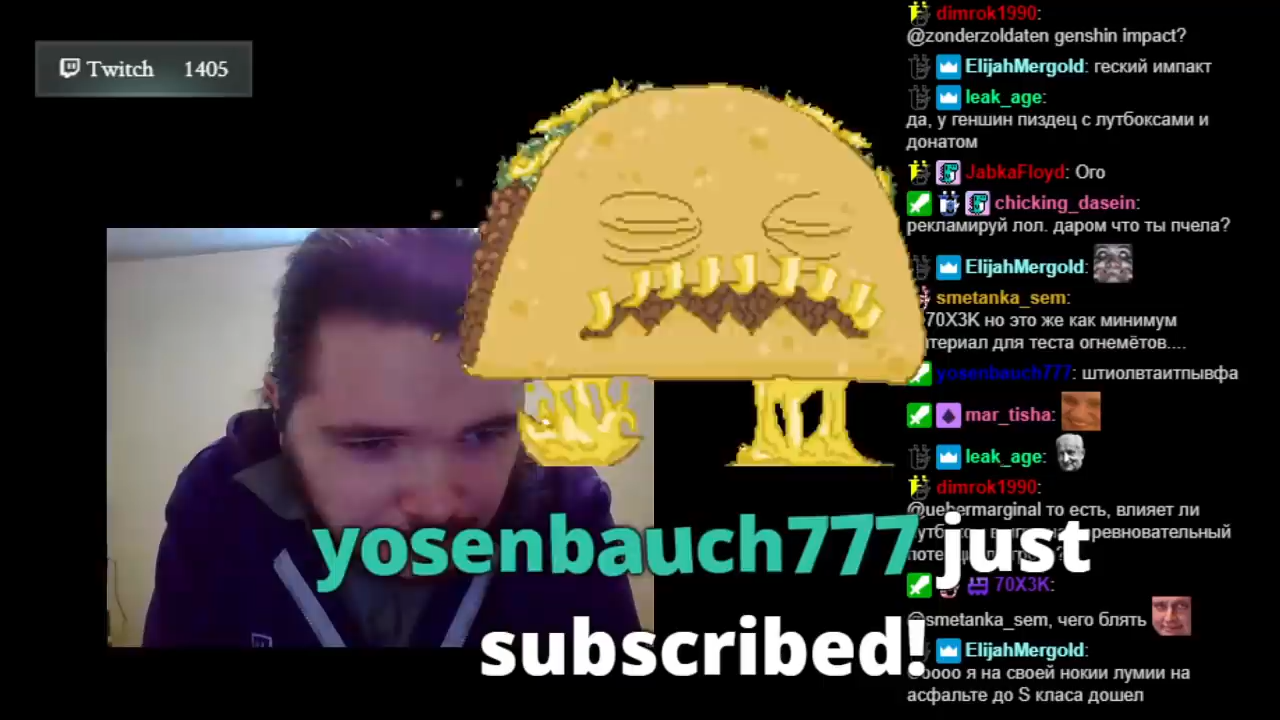 Twitch 1405
dimrok1990:
@zonderzoldaten genshin impact?
ElijahMergold: геский импакт
leak_age:
да, у геншин пиздец с лутбоксами и
донатом
JabkaFloyd: Ого
chicking_dasein:
рекламируй лол. даром что ты пчела?
ElijahMergold:
smetanka_sem:
70X3K но это же как минимум
териал для теста огнемётов....
yosenbauch777: штиолвтаитпывфа
mar_tisha:
leak_age:
dimrok1990:
@uebermarginal то есть, влияет ли
ревновательный
70X3K:
@smetanka_sem, чего блять
ElijahMergold:
оооо я на своей нокии лумии на
асфальте до S класа дошел
yosenbauch777 just
subscribed!